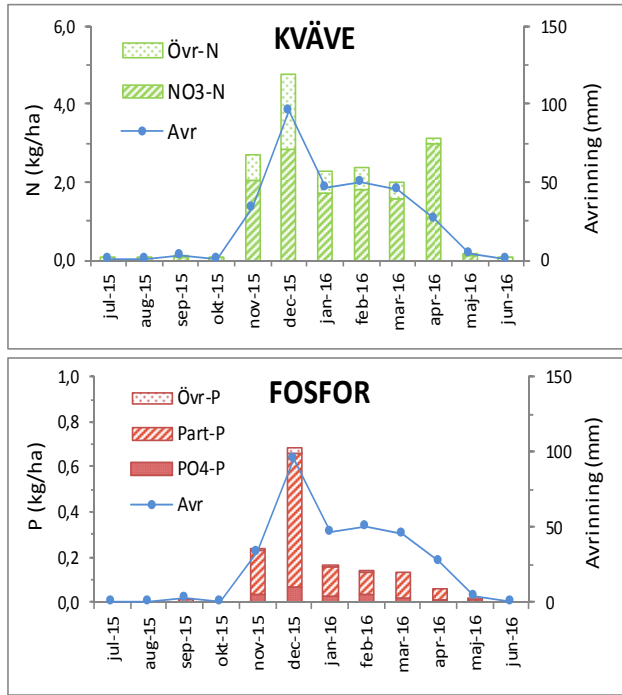 KVÄVE
6,0
4,0
2,0
0,0
N (kg/ha)
Övr-N
NO3-N
Avr
150
100
50
0
Avrinning (mm)
jul-15
aug-15
sep-15
okt-15
nov-15
dec-15
jan-16
feb-16
mar-16
apr-16
maj-16
jun-16
FOSFOR
1,0
0,8
0,6
0,4
0,2
0,0
P (kg/ha)
Övr-P
Part-P
PO4-P
Avr
150
100
50
0
Avrinning (mm)
jul-15
aug-15
sep-15
okt-15
nov-15
dec-15
jan-16
feb-16
mar-16
apr-16
maj-16
jun-16